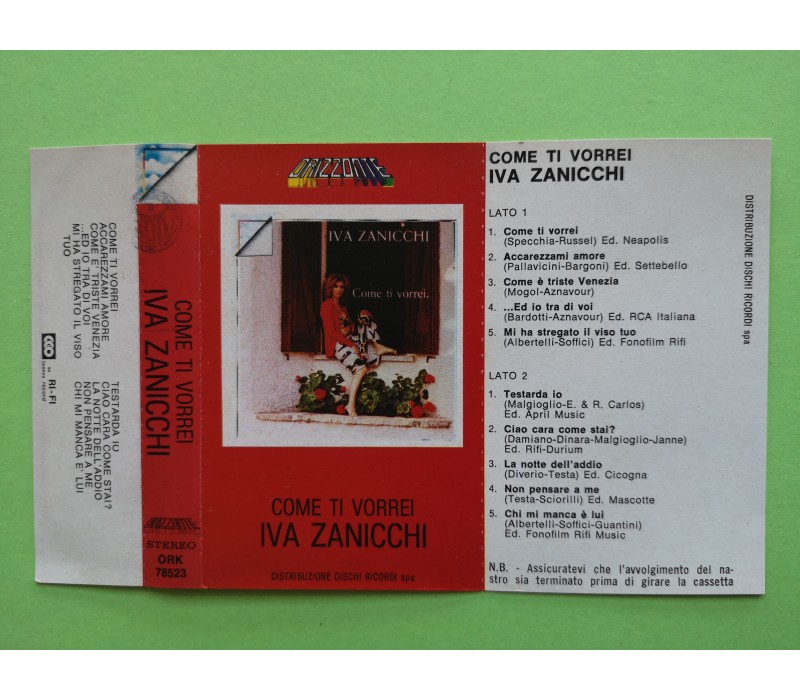 COME TI VORREI
ACCAREZZAMI AMORE
COME E' TRISTE VENEZIA
...ED IO TRA DI VOI
MI HA STREGATO IL VISO
TUO
TESTARDA IO
CIAO CARA COME STAI?
LA NOTTE DELL'ADDIO
NON PENSARE A ME
CHI MI MANCA E' LUI
RI-FI
COME TI VORREI
IVA ZANICCHI
ORIZZONTE
STEREO
ORK
78523
ORIZZONTE
IVA ZANICCHI
Come ti vorrei.
COME TI VORREI
IVA ZANICCHI
DISTRIBUZIONE DISCHI RICORDI spa
COME TI VORREI
IVA ZANICCHI
LATO 1
1. Come ti vorrei
(Specchia-Russel) Ed. Neapolis
2. Accarezzami amore
(Pallavicini-Bargoni) Ed. Settebello
3. Come è triste Venezia
(Mogol-Aznavour)
4. ...Ed io tra di voi
(Bardotti-Aznavour) Ed. RCA Italiana
5. Mi ha stregato il viso tuo
(Albertelli-Soffici) Ed. Fonofilm Rifi
LATO 2
1. Testarda io
(Malgioglio-E. & R. Carlos)
Ed. April Music
2. Ciao cara come stai?
(Damiano-Dinara-Malgioglio-Janne)
Ed. Rifi-Durium
3. La notte dell'addio
(Diverio-Testa) Ed. Cicogna
4. Non pensare a me
(Testa-Sciorilli) Ed. Mascotte
5. Chi mi manca è lui
(Albertelli-Soffici-Guantini)
Ed. Fonofilm Rifi Music
N.B. - Assicuratevi che l'avvolgimento del na-
stro sia terminato prima di girare la cassetta
DISTRIBUZIONE DISCHI RICORDI spa